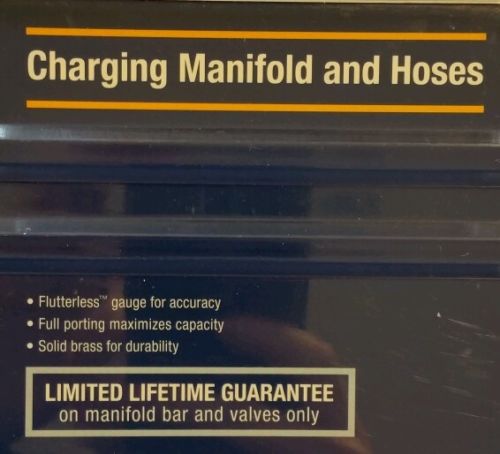 Charging Manifold and Hoses
• Flutterless™ gauge for accuracy
• Full porting maximizes capacity
• Solid brass for durability
LIMITED LIFETIME GUARANTEE
on manifold bar and valves only